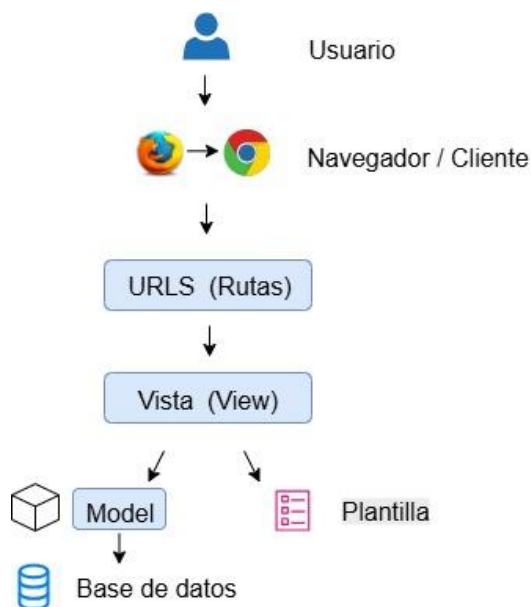 Usuario
Navegador / Cliente
URLS (Rutas)
Vista (View)
Model
Plantilla
Base de datos